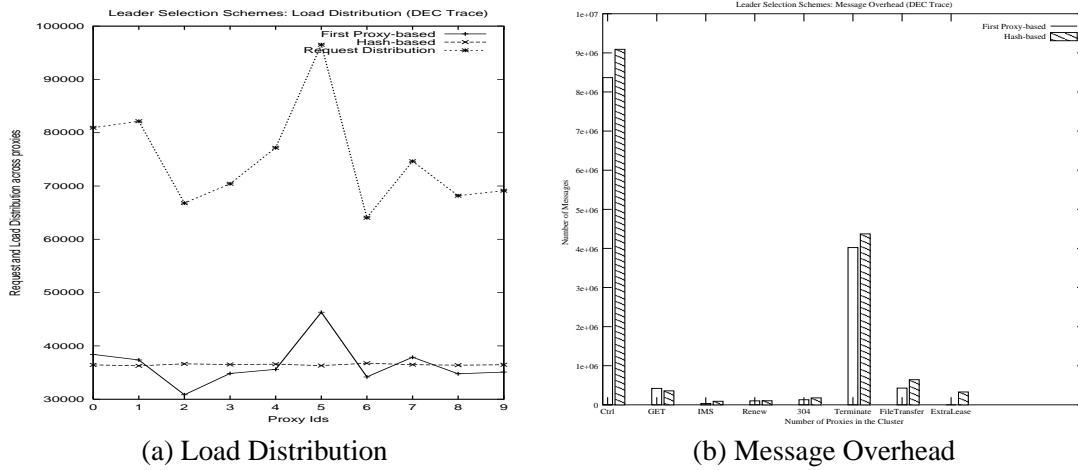 Leader Selection Schemes: Load Distribution (DEC Trace)
First Proxy-based
Hash-based
Request Distribution
100000
90000
80000
70000
60000
50000
40000
30000
Request and Load Distribution across proxies
0 1 2 3 4 5 6 7 8 9
Proxy Ids
(a) Load Distribution
Leader Selection Schemes: Message Overhead (DEC Trace)
First Proxy-based
Hash-based
1e+07
9e+06
8e+06
7e+06
6e+06
5e+06
4e+06
3e+06
2e+06
1e+06
0
Number of Messages
Ctrl GET IMS Renew 304 Terminate FileTransfer ExtraLease
Number of Proxies in the Cluster
(b) Message Overhead